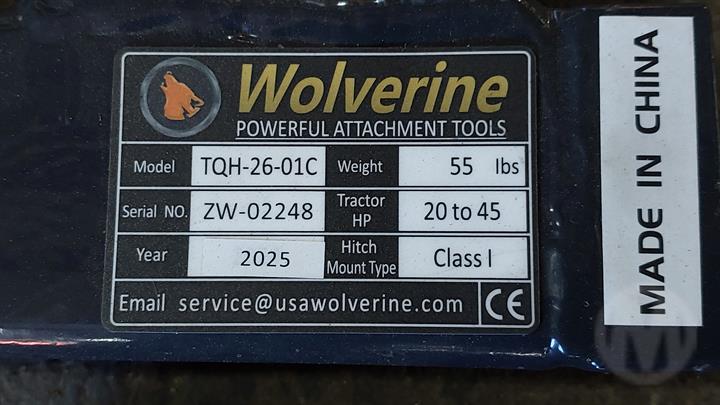 Wolverine
POWERFUL ATTACHMENT TOOLS
Model TQH-26-01C Weight 55 lbs
Serial NO. ZW-02248 Tractor HP 20 to 45
Year 2025 Hitch Mount Type Class I
Email service@usawolverine.com CE
MADE IN CHINA
M